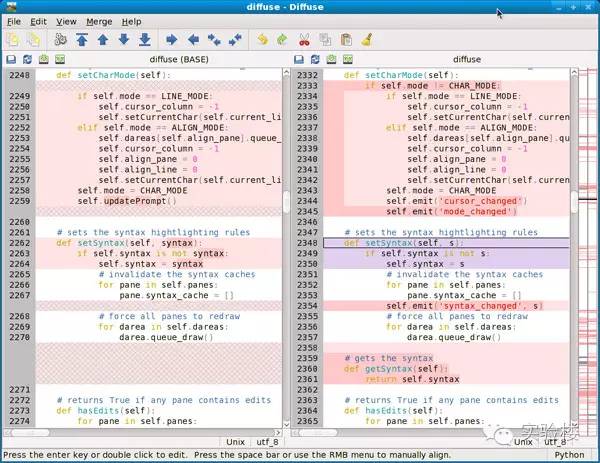 diffuse - Diffuse
File Edit View Merge Help
diffuse (BASE)
2248 def setCharMode(self):
2249 if self.mode == LINE_MODE:
2250 self.cursor_column = -1
2251 self.setCurrentChar(self.current_li
2252 elif self.mode == ALIGN_MODE:
2253 self.dareas[self.align_pane].queue_
2254 self.cursor_column = -1
2255 self.align_pane = 0
2256 self.align_line = 0
2257 self.setCurrentChar(self.current_li
2258 self.mode = CHAR_MODE
2259 self.updatePrompt()
2260
2261 # sets the syntax hightlighting rules
2262 def setSyntax(self, syntax):
2263 if self.syntax is not syntax:
2264 self.syntax = syntax
2265 # invalidate the syntax caches
2266 for pane in self.panes:
2267 pane.syntax_cache = []
2268 # force all panes to redraw
2269 for darea in self.dareas:
2270 darea.queue_draw()
2271
2272 # returns True if any pane contains edits
2273 def hasEdits(self):
2274 for pane in self.panes:
Unix utf_8
diffuse
2332 def setCharMode(self):
2333 if self.mode != CHAR_MODE:
2334 if self.mode == LINE_MODE:
2335 self.cursor_column = -1
2336 self.setCurrentChar(self.current
2337 elif self.mode == ALIGN_MODE:
2338 self.dareas[self.align_pane].que
2339 self.cursor_column = -1
2340 self.align_pane = 0
2341 self.align_line = 0
2342 self.setCurrentChar(self.current
2343 self.mode = CHAR_MODE
2344 self.emit('cursor_changed')
2345 self.emit('mode_changed')
2346
2347 # sets the syntax hightlighting rules
2348 def setSyntax(self, s):
2349 if self.syntax is not s:
2350 self.syntax = s
2351 # invalidate the syntax caches
2352 for pane in self.panes:
2353 pane.syntax_cache = []
2354 self.emit('syntax_changed', s)
2355 # force all panes to redraw
2356 for darea in self.dareas:
2357 darea.queue_draw()
2358
2359 # gets the syntax
2360 def getSyntax(self):
2361 return self.syntax
2362
2363 # returns True if any pane contains edits
2364 def hasEdits(self):
2365 for pane in self.panes:
Unix utf_8
实验楼
Press the enter key or double click to edit. Press the space bar or use the RMB menu to manually align. Python